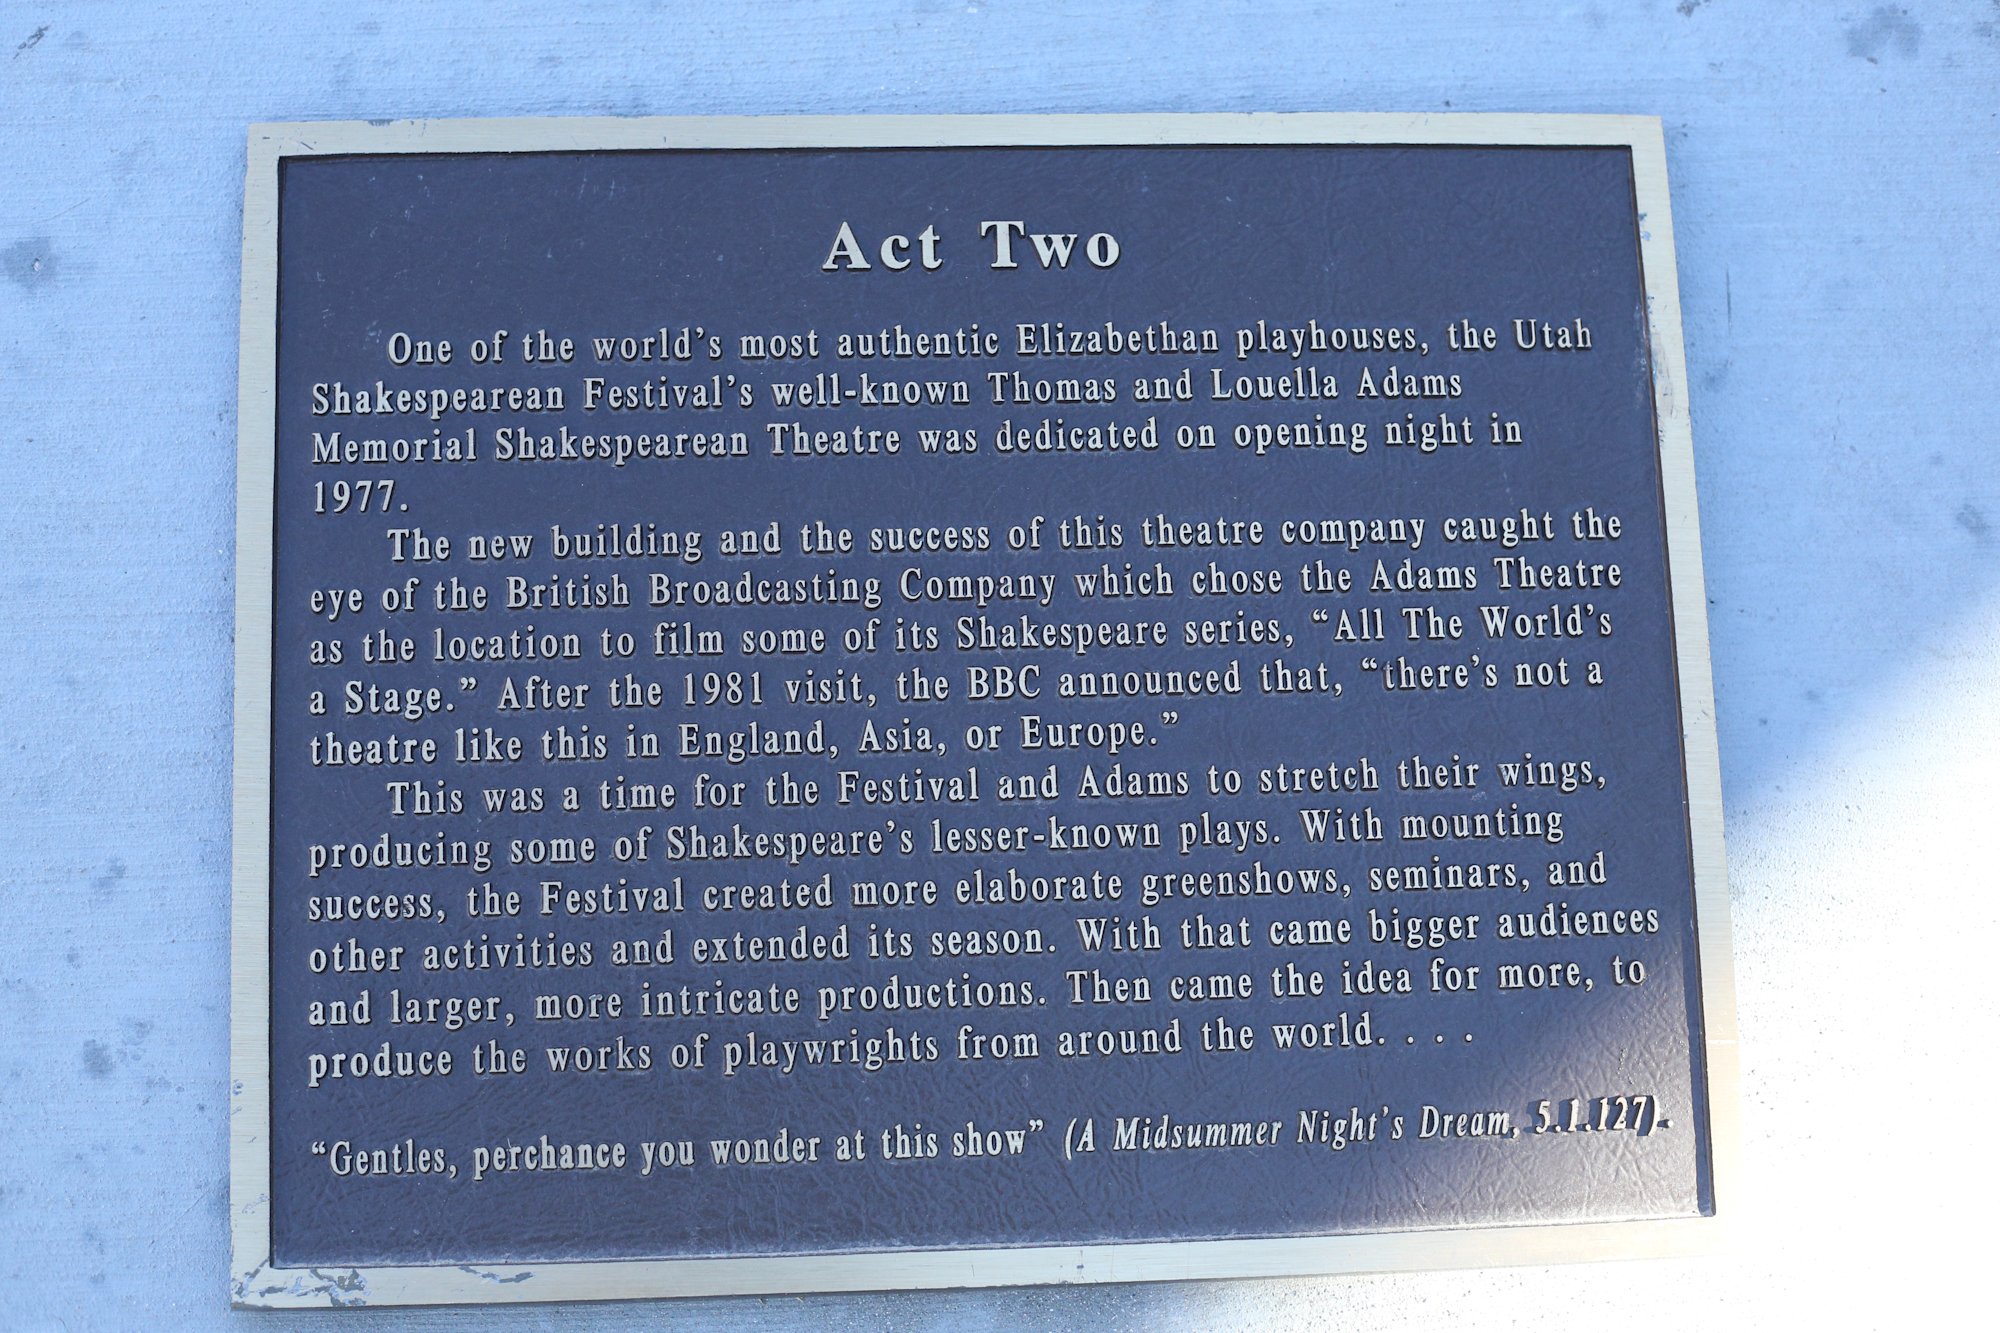 Act Two
One of the world's most authentic Elizabethan playhouses, the Utah
Shakespearean Festival's well-known Thomas and Louella Adams
Memorial Shakespearean Theatre was dedicated on opening night in
1977.
The new building and the success of this theatre company caught the
eye of the British Broadcasting Company which chose the Adams Theatre
as the location to film some of its Shakespeare series, “All The World's
a Stage.” After the 1981 visit, the BBC announced that, “there's not a
theatre like this in England, Asia, or Europe.”
This was a time for the Festival and Adams to stretch their wings,
producing some of Shakespeare's lesser-known plays. With mounting
success, the Festival created more elaborate greenshows, seminars, and
other activities and extended its season. With that came bigger audiences
and larger, more intricate productions. Then came the idea for more, to
produce the works of playwrights from around the world. . . .
“Gentles, perchance you wonder at this show” (A Midsummer Night's Dream, 5.1.127).